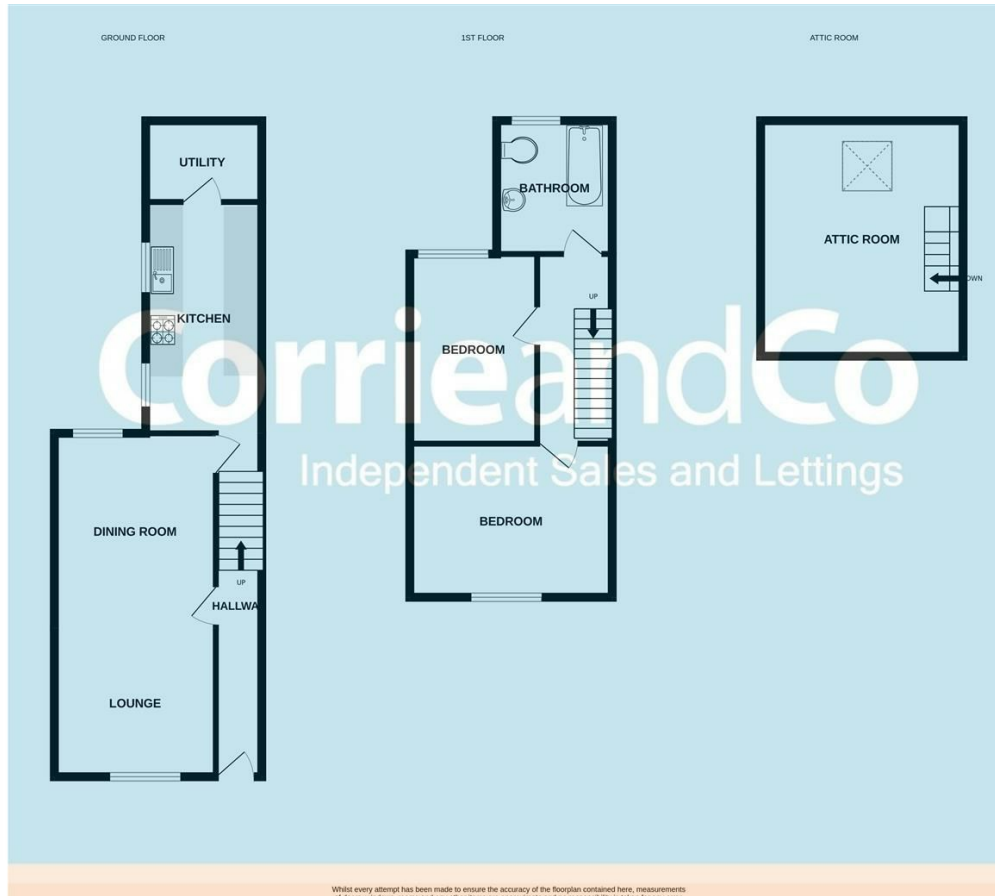 GROUND FLOOR
1ST FLOOR
ATTIC ROOM
UTILITY
BATHROOM
ATTIC ROOM
OWN
UP
KITCHEN
BEDROOM
CorrieandCo
Independent Sales and Lettings
DINING ROOM
BEDROOM
UP
HALLWA
LOUNGE
Whilst every attempt has been made to ensure the accuracy of the floorplan contained here, measurements